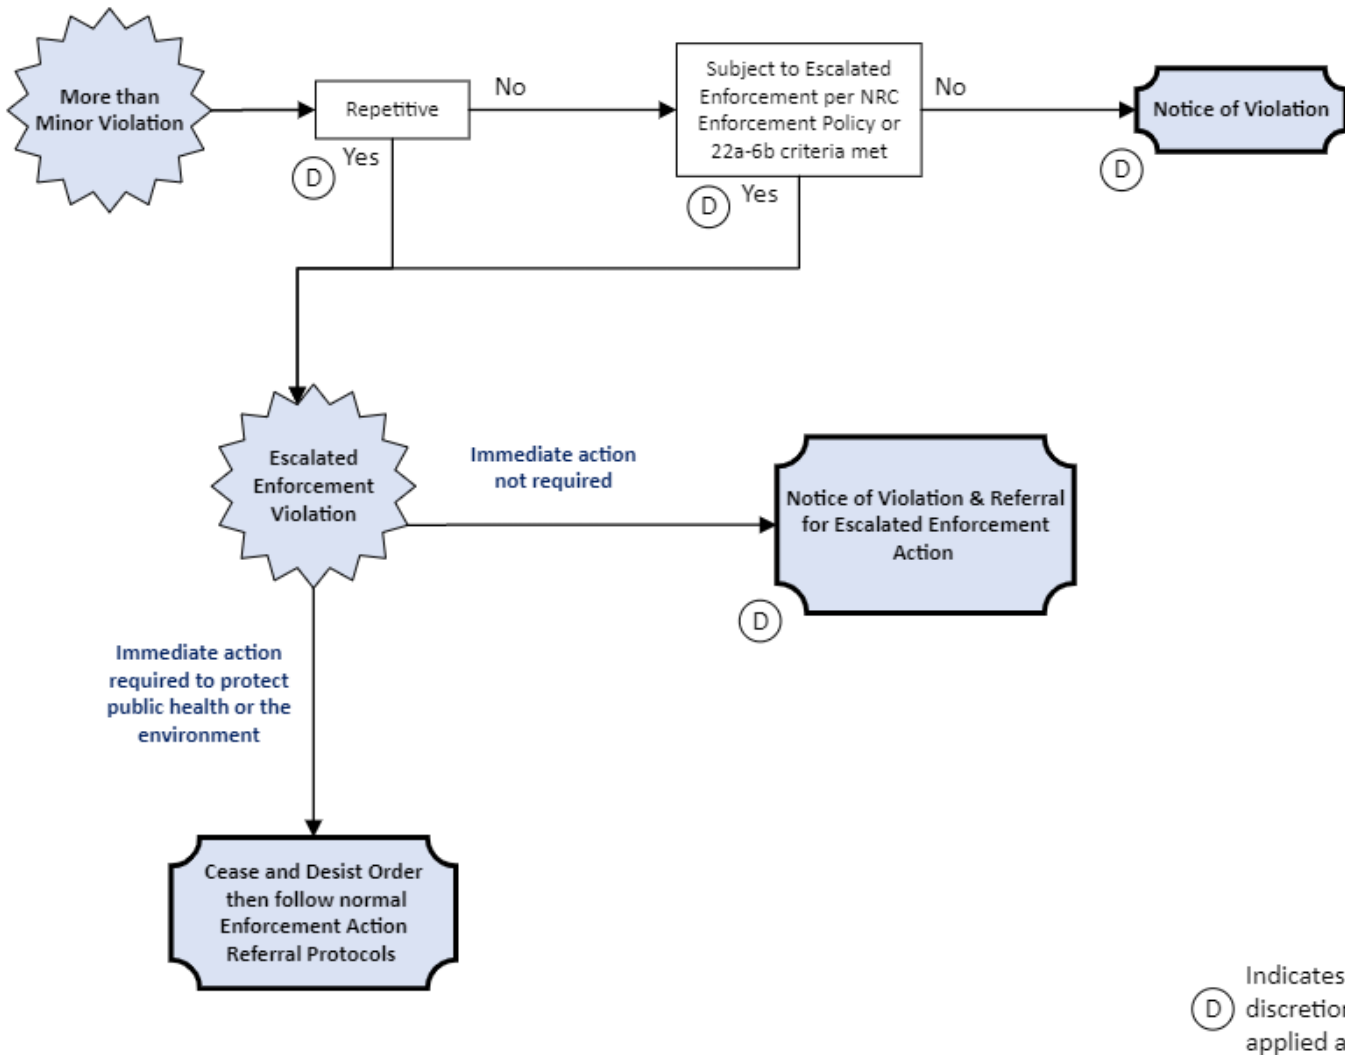 More than
Minor Violation
Repetitive
No
Yes
D
Subject to Escalated
Enforcement per NRC
Enforcement Policy or
22a-6b criteria met
No
D
Yes
Notice of Violation
D
Escalated
Enforcement
Violation
Immediate action
not required
Notice of Violation & Referral
for Escalated Enforcement
Action
D
Immediate action
required to protect
public health or the
environment
Cease and Desist Order
then follow normal
Enforcement Action
Referral Protocols
D
Indicates
discretion
applied a